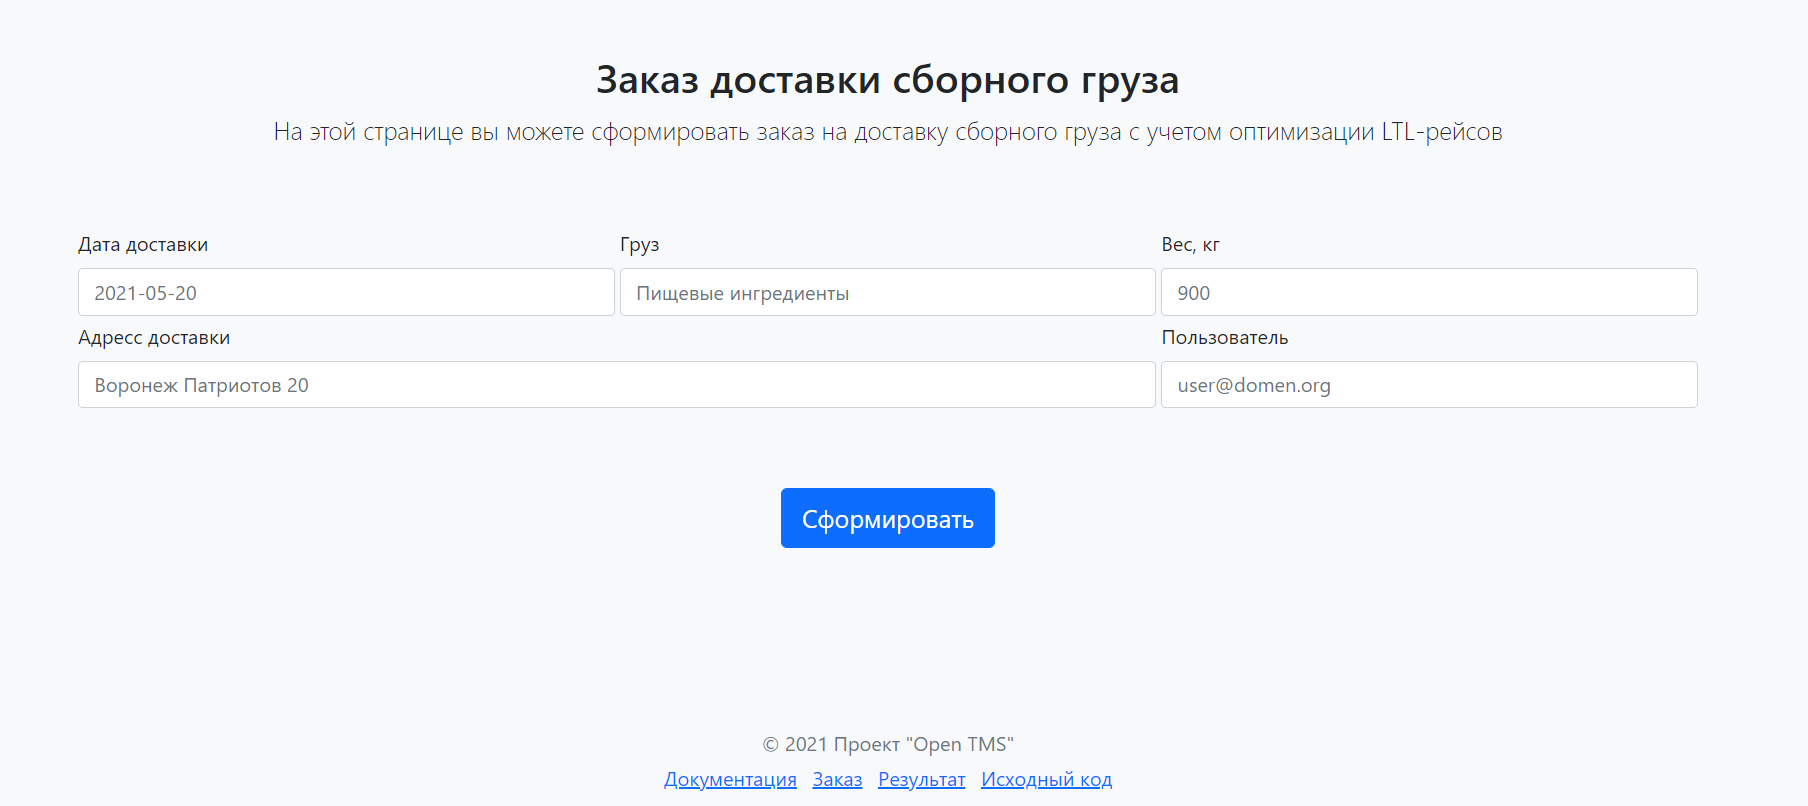 Заказ доставки сборного груза
На этой странице вы можете сформировать заказ на доставку сборного груза с учетом оптимизации LTL-рейсов
Дата доставки Груз Вес, кг
2021-05-20 Пищевые ингредиенты 900
Адресс доставки Пользователь
Воронеж Патриотов 20 user@domen.org
Сформировать
© 2021 Проект "Open TMS"
Документация Заказ Результат Исходный код